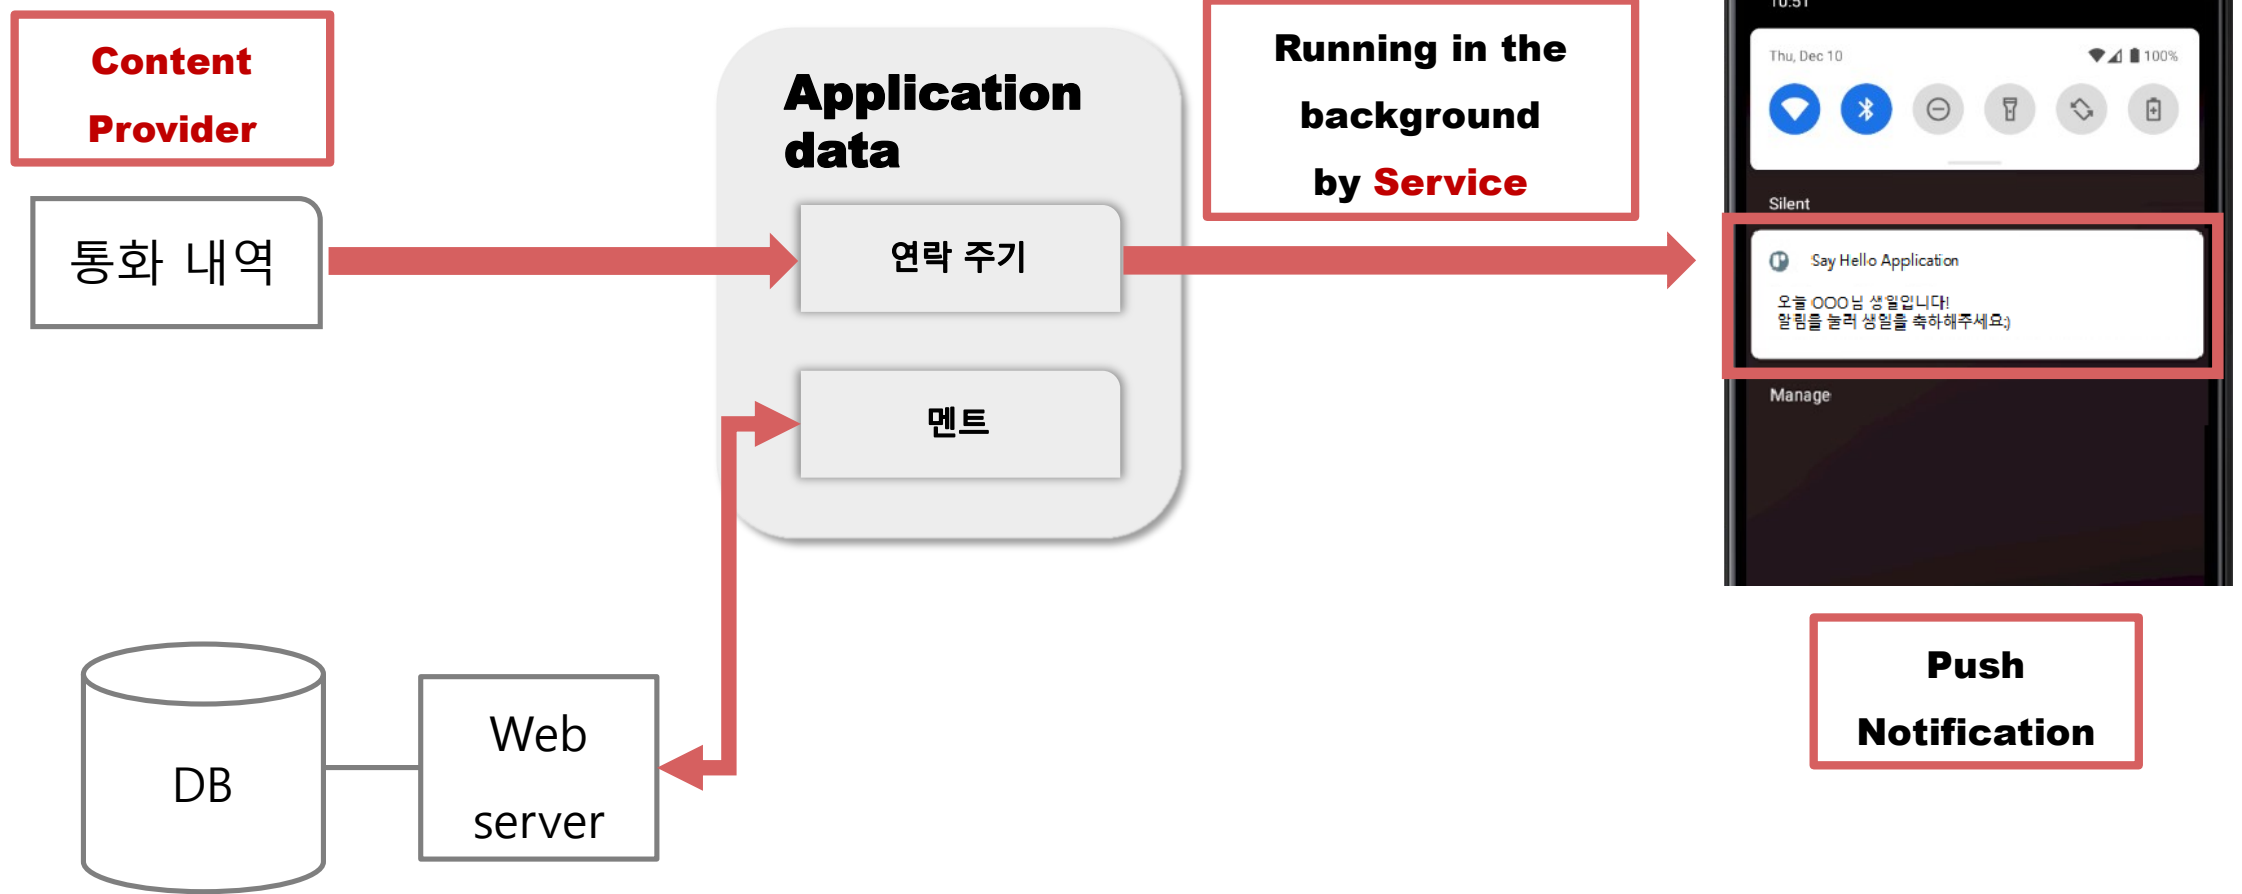 Content
Provider
통화 내역
Application
data
연락 주기
멘트
Running in the
background
by Service
10:51
Thu, Dec 10
100%
Silent
Say Hello Application
오늘 OOO님 생일입니다!
알림을 눌러 생일을 축하해주세요:)
Manage
Push
Notification
DB
Web
server